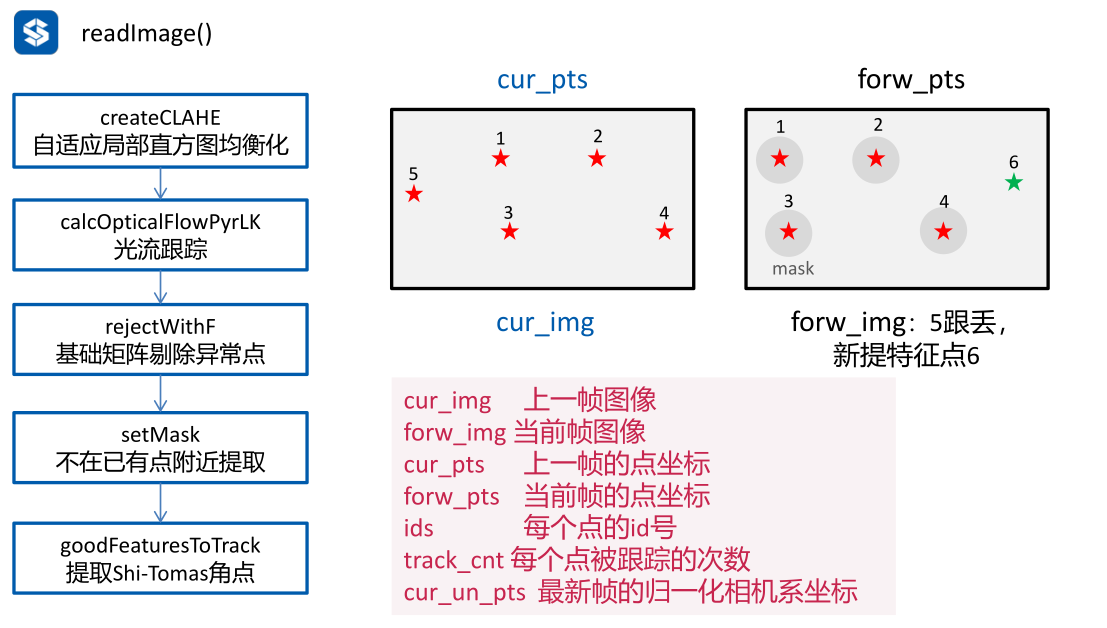 readImage()
createCLAHE
自适应局部直方图均衡化
calcOpticalFlowPyrLK
光流跟踪
rejectWithF
基础矩阵剔除异常点
setMask
不在已有点附近提取
goodFeaturesToTrack
提取Shi-Tomas角点
cur_pts
1
2
5
3
4
cur_img
forw_pts
1
2
6
3
4
mask
forw_img：5跟丢，
新提特征点6
cur_img 上一帧图像
forw_img 当前帧图像
cur_pts 上一帧的点坐标
forw_pts 当前帧的点坐标
ids 每个点的id号
track_cnt 每个点被跟踪的次数
cur_un_pts 最新帧的归一化相机系坐标